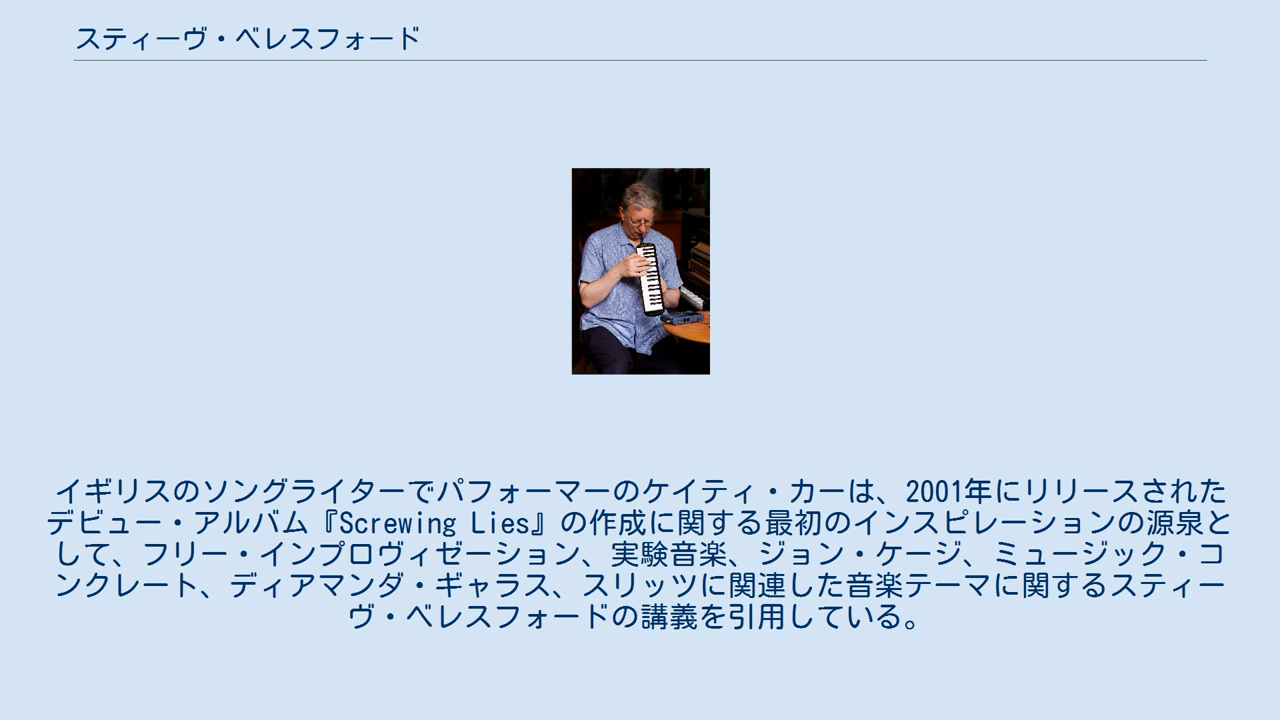 スティーヴ・ベレスフォード
イギリスのソングライターでパフォーマーのケイティ・カーは、2001年にリリースされた
デビュー・アルバム『Screwing Lies』の作成に関する最初のインスピレーションの源泉と
して、フリー・インプロヴィゼーション、実験音楽、ジョン・ケージ、ミュージック・コ
ンクレート、ディアマンダ・ギャラス、スリッツに関連した音楽テーマに関するスティー
ヴ・ベレスフォードの講義を引用している。